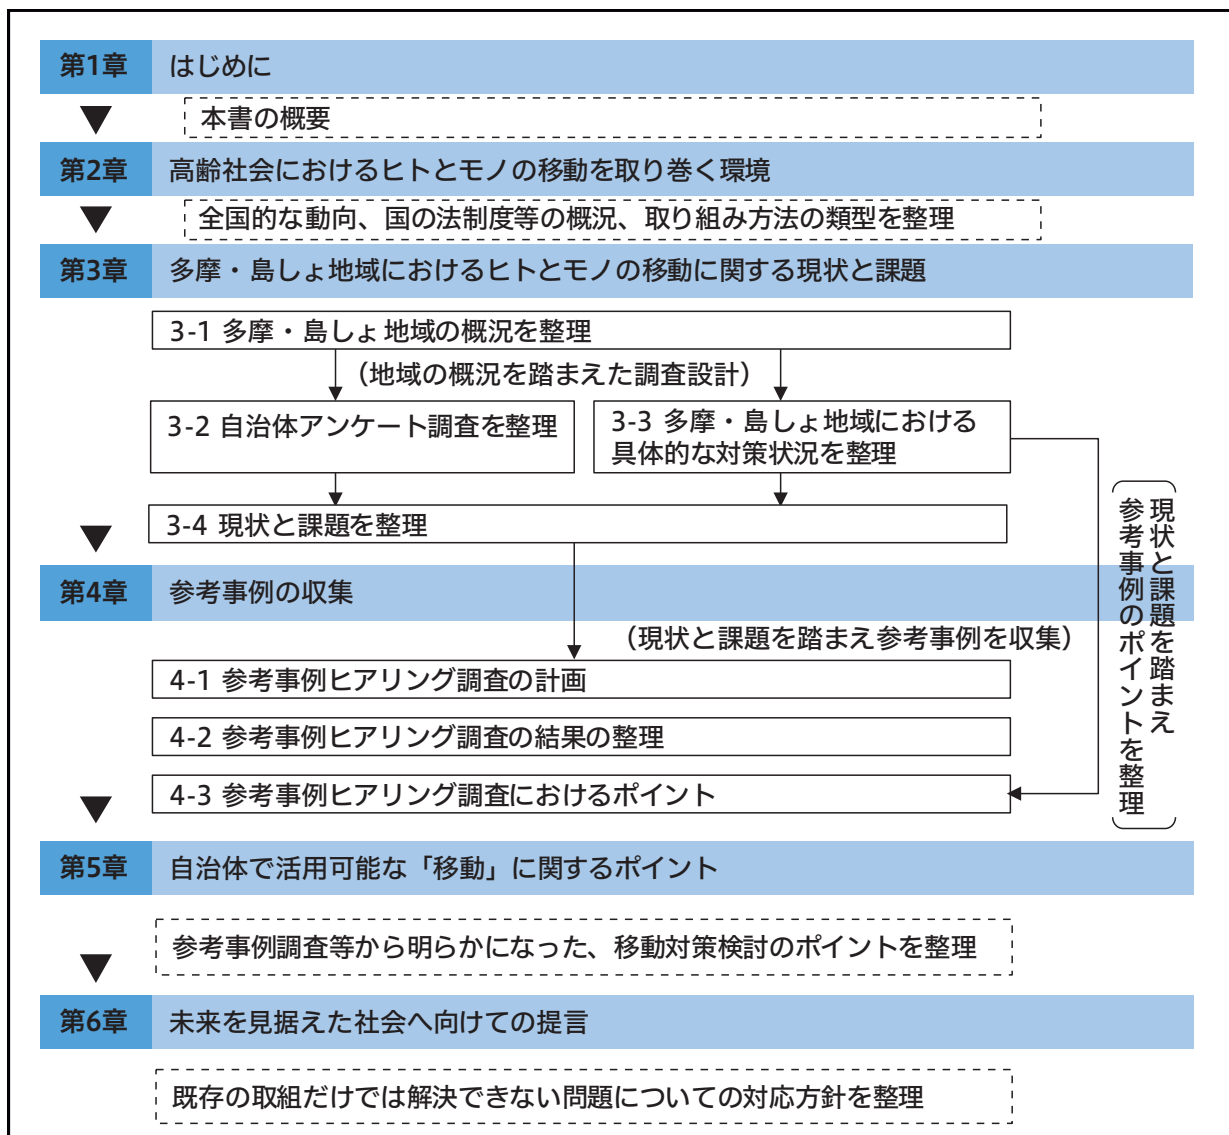 第1章 はじめに
本書の概要
第2章 高齢社会におけるヒトとモノの移動を取り巻く環境
全国的な動向、国の法制度等の概況、取り組み方法の類型を整理
第3章 多摩・島しょ地域におけるヒトとモノの移動に関する現状と課題
3-1 多摩・島しょ地域の概況を整理
（地域の概況を踏まえた調査設計）
3-2 自治体アンケート調査を整理
3-3 多摩・島しょ地域における
具体的な対策状況を整理
3-4 現状と課題を整理
現状と課題を踏まえ
参考事例のポイントを整理
第4章 参考事例の収集
（現状と課題を踏まえ参考事例を収集）
4-1 参考事例ヒアリング調査の計画
4-2 参考事例ヒアリング調査の結果の整理
4-3 参考事例ヒアリング調査におけるポイント
第5章 自治体で活用可能な「移動」に関するポイント
参考事例調査等から明らかになった、移動対策検討のポイントを整理
第6章 未来を見据えた社会へ向けての提言
既存の取組だけでは解決できない問題についての対応方針を整理